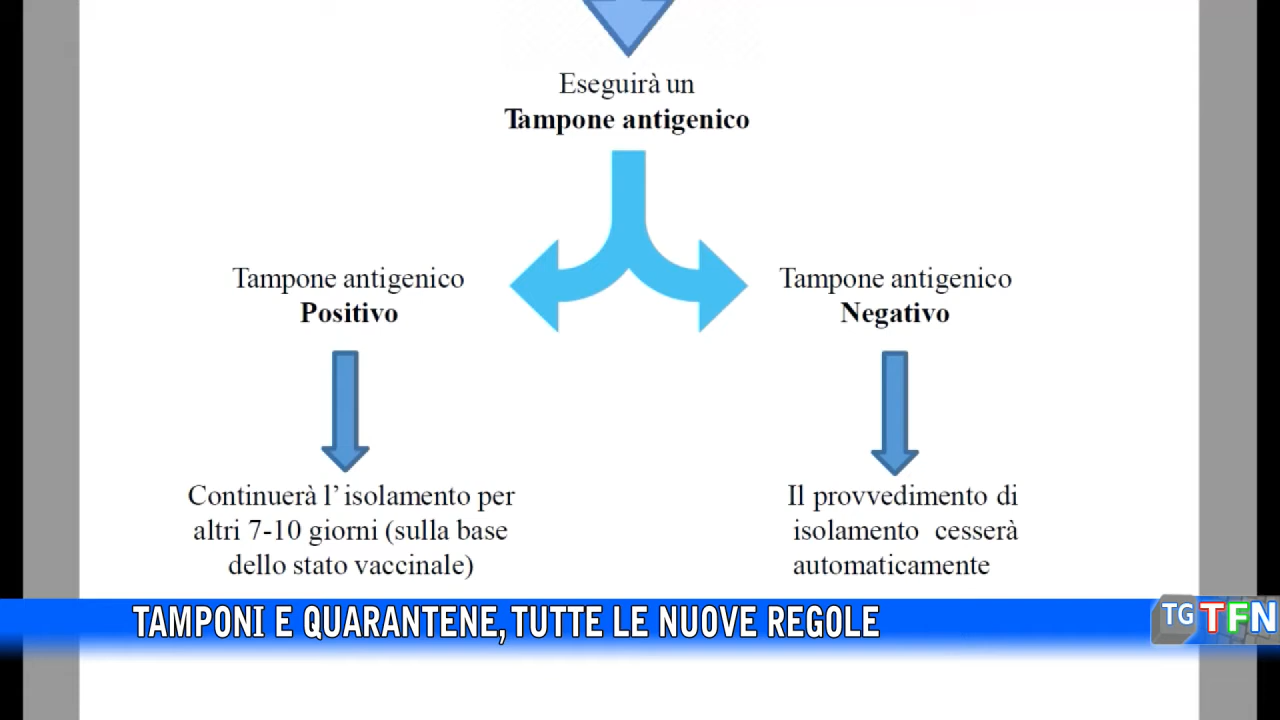 Eseguirà un
Tampone antigenico
Tampone antigenico
Positivo
Tampone antigenico
Negativo
Continuerà l’ isolamento per
altri 7-10 giorni (sulla base
dello stato vaccinale)
Il provvedimento di
isolamento cesserà
automaticamente
TAMPONI E QUARANTENE, TUTTE LE NUOVE REGOLE
TG TFN